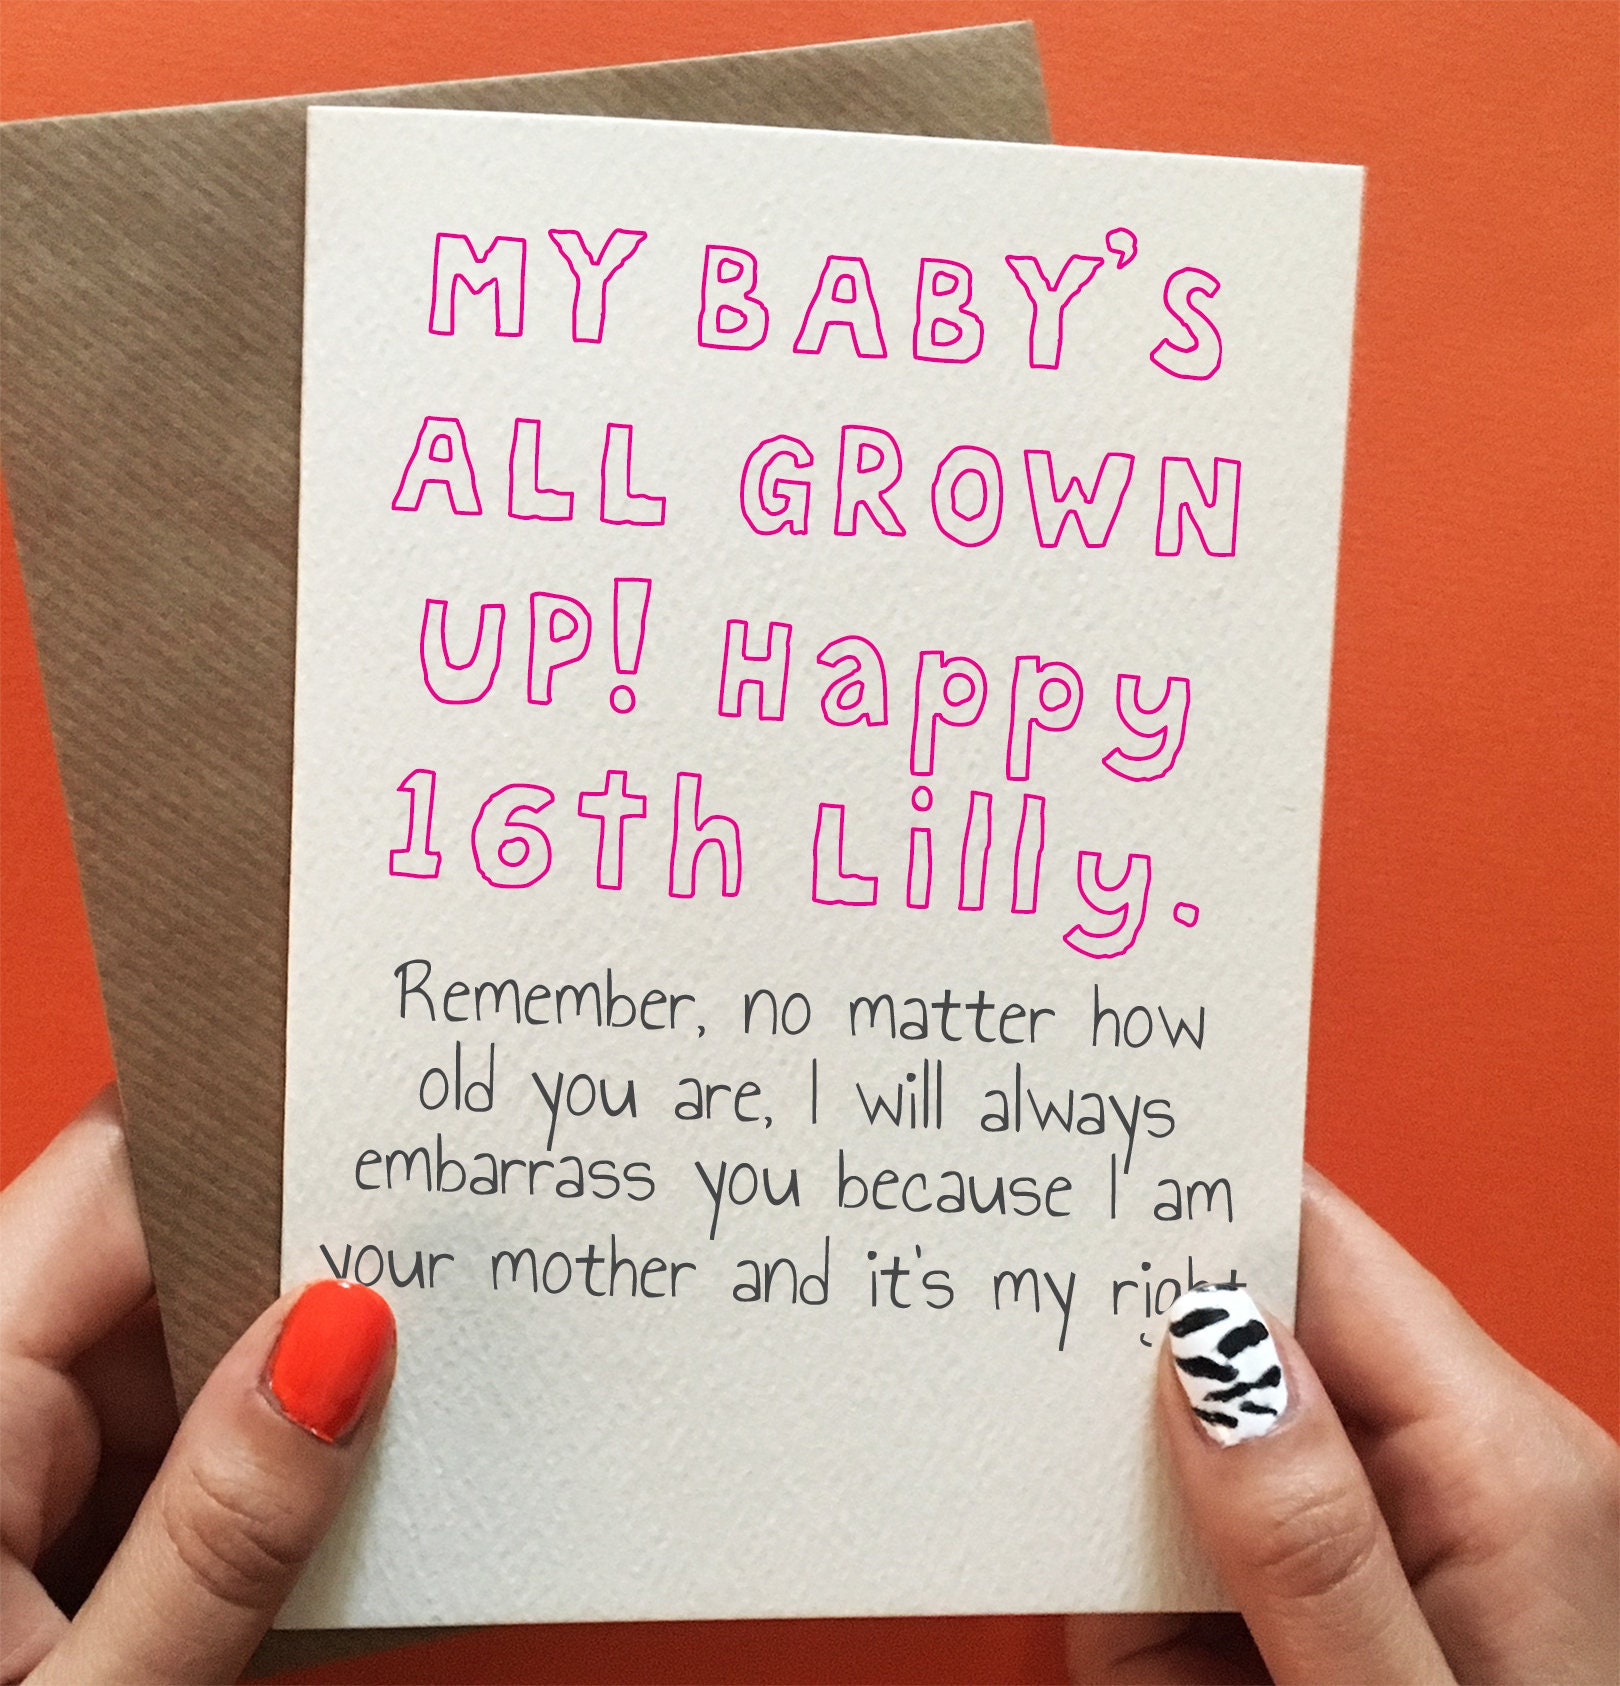 MY BABY'S
ALL GROWN
UP! Happy
16th Lilly.
Remember, no matter how
old you are, I will always
embarrass you because I am
your mother and it's my right